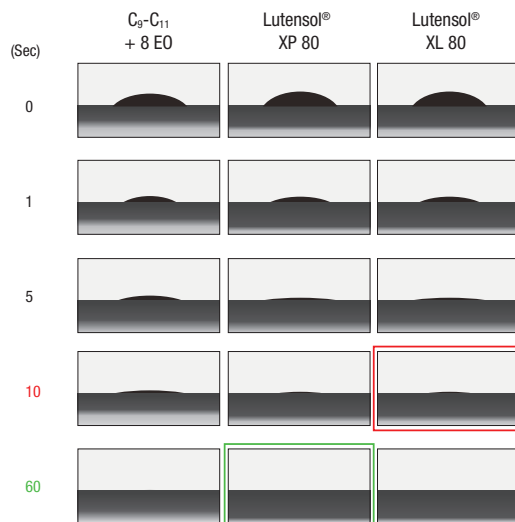 C₉-C₁₁ + 8 EO
Lutensol® XP 80
Lutensol® XL 80
(Sec)
0
1
5
10
60